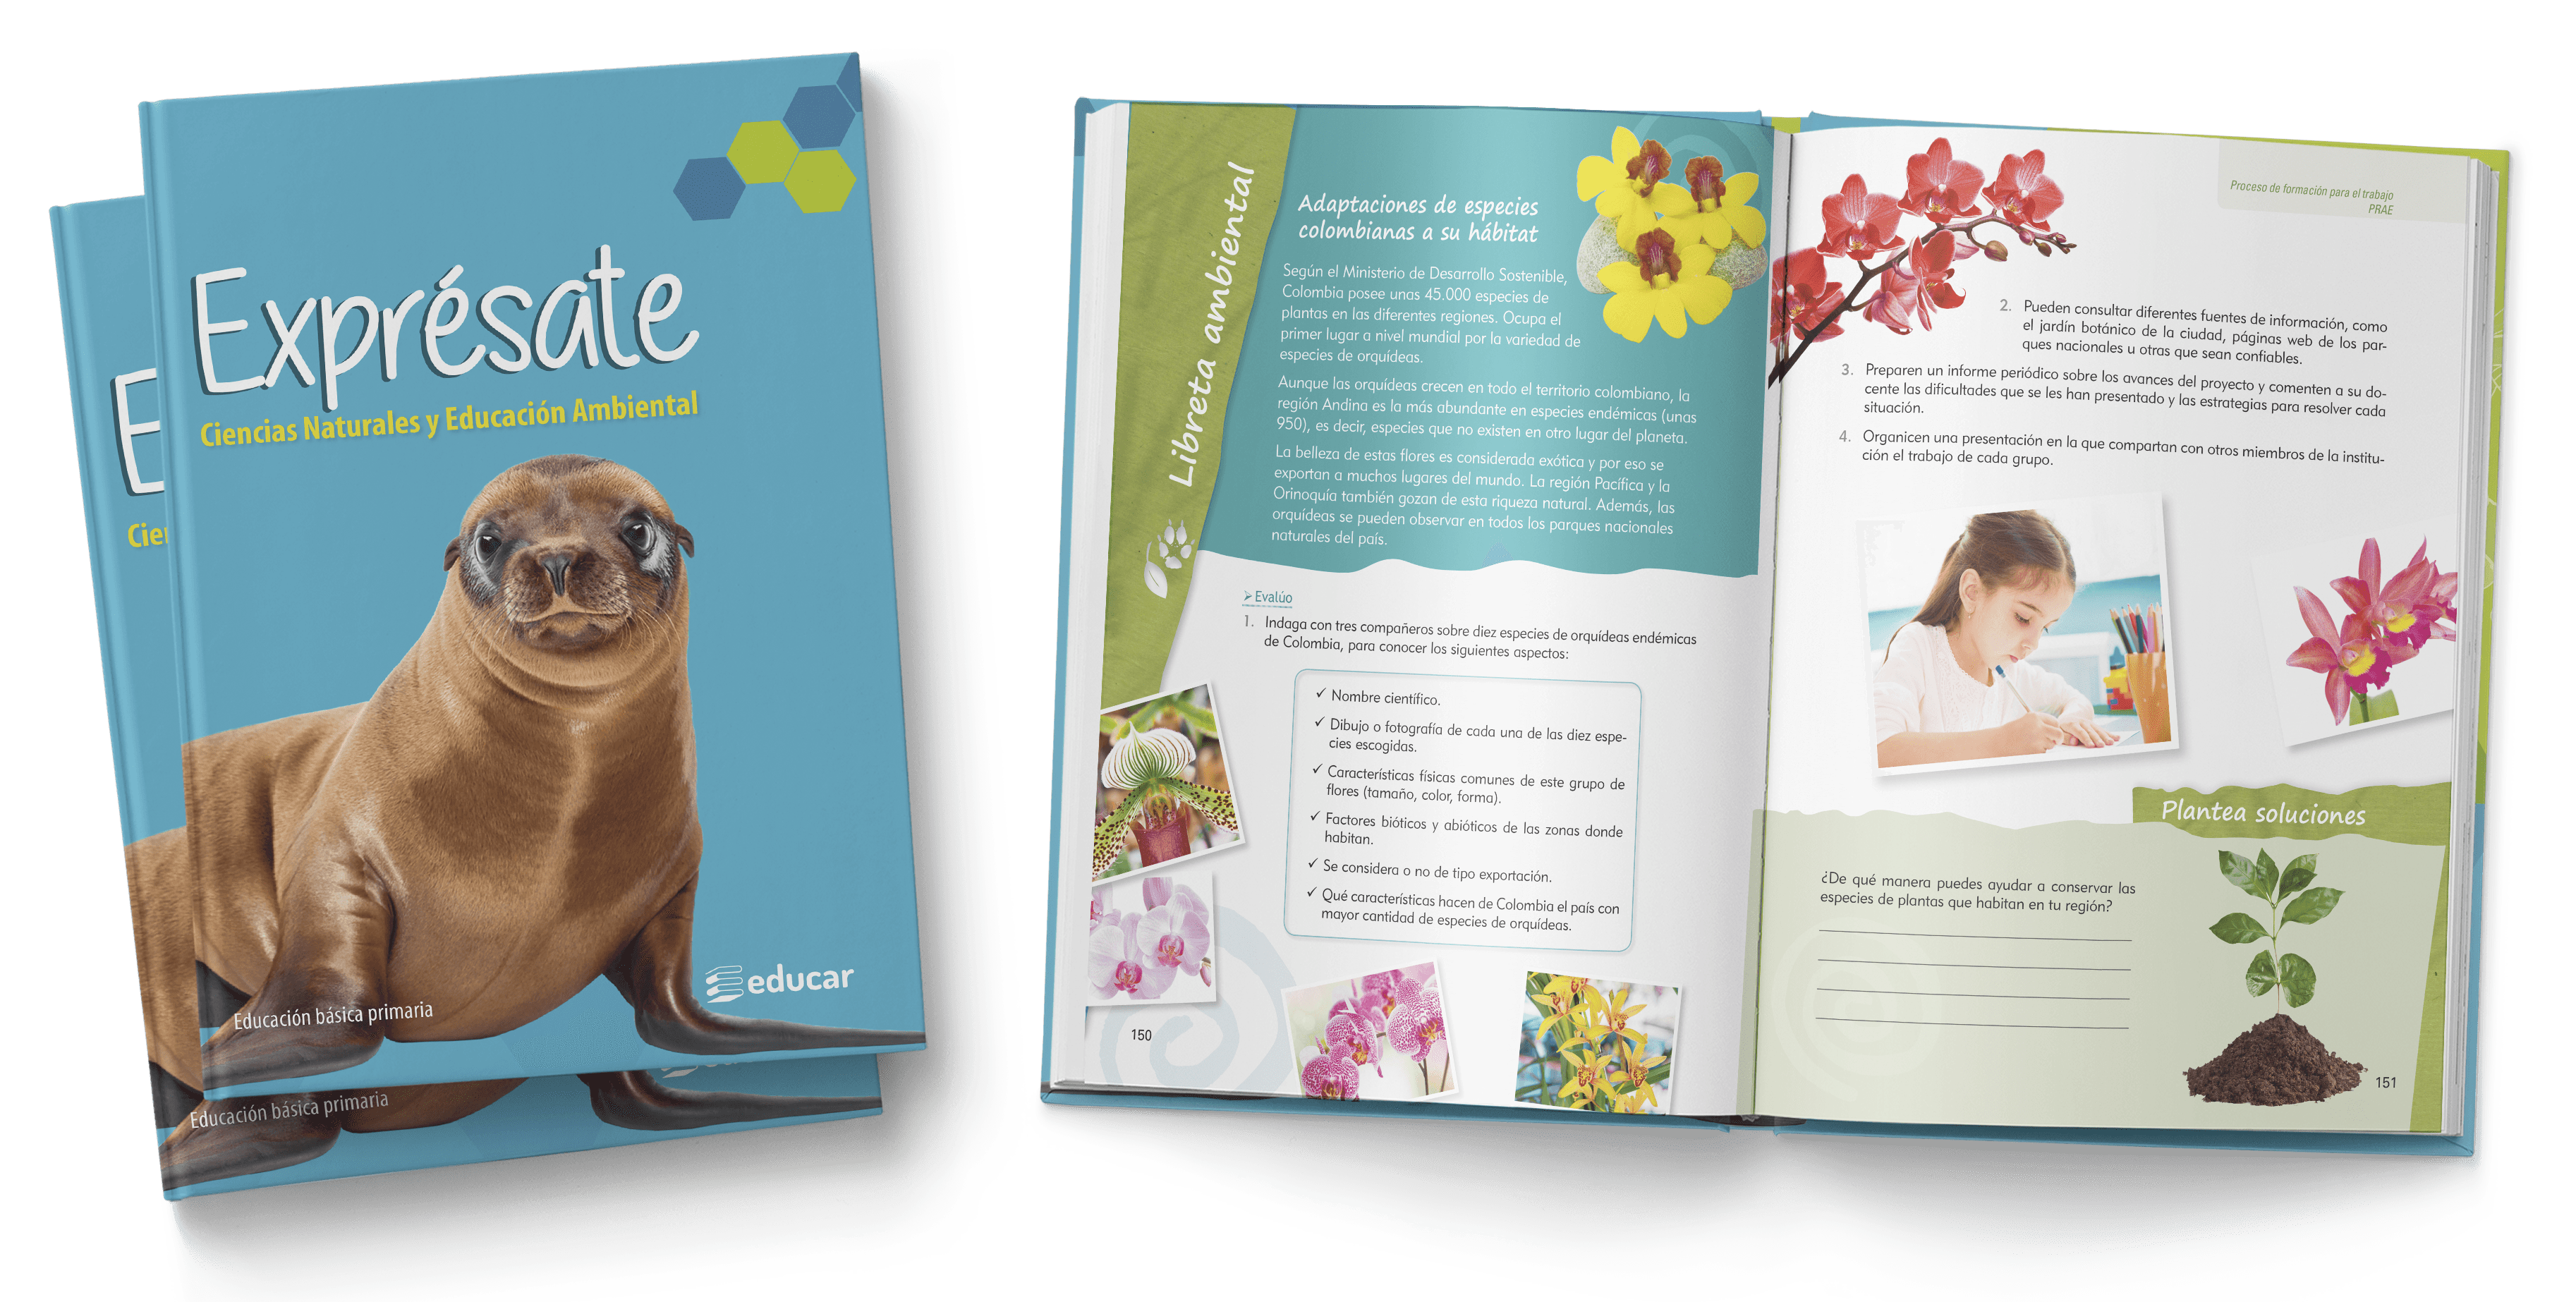 Exprésate
Ciencias Naturales y Educación Ambiental
educar
Educación básica primaria
E
Cie
Educación básica primaria
Libreta ambiental
Adaptaciones de especies
colombianas a su hábitat
Según el Ministerio de Desarrollo Sostenible,
Colombia posee unas 45.000 especies de
plantas en las diferentes regiones. Ocupa el
primer lugar a nivel mundial por la variedad de
especies de orquídeas.
Aunque las orquídeas crecen en todo el territorio colombiano, la
región Andina es la más abundante en especies endémicas (unas
950), es decir, especies que no existen en otro lugar del planeta.
La belleza de estas flores es considerada exótica y por eso se
exportan a muchos lugares del mundo. La región Pacífica y la
Orinoquía también gozan de esta riqueza natural. Además, las
orquídeas se pueden observar en todos los parques nacionales
naturales del país.
Evalúo
1. Indaga con tres compañeros sobre diez especies de orquídeas endémicas
de Colombia, para conocer los siguientes aspectos:
✓ Nombre científico.
✓ Dibujo o fotografía de cada una de las diez espe-
cies escogidas.
✓ Características físicas comunes de este grupo de
flores (tamaño, color, forma).
✓ Factores bióticos y abióticos de las zonas donde
habitan.
✓ Se considera o no de tipo exportación.
✓ Qué características hacen de Colombia el país con
mayor cantidad de especies de orquídeas.
150
Proceso de formación para el trabajo
PRAE
2. Pueden consultar diferentes fuentes de información, como
el jardín botánico de la ciudad, páginas web de los par-
ques nacionales u otras que sean confiables.
3. Preparen un informe periódico sobre los avances del proyecto y comenten a su do-
cente las dificultades que se les han presentado y las estrategias para resolver cada
situación.
4. Organicen una presentación en la que compartan con otros miembros de la institu-
ción el trabajo de cada grupo.
Plantea soluciones
¿De qué manera puedes ayudar a conservar las
especies de plantas que habitan en tu región?
151